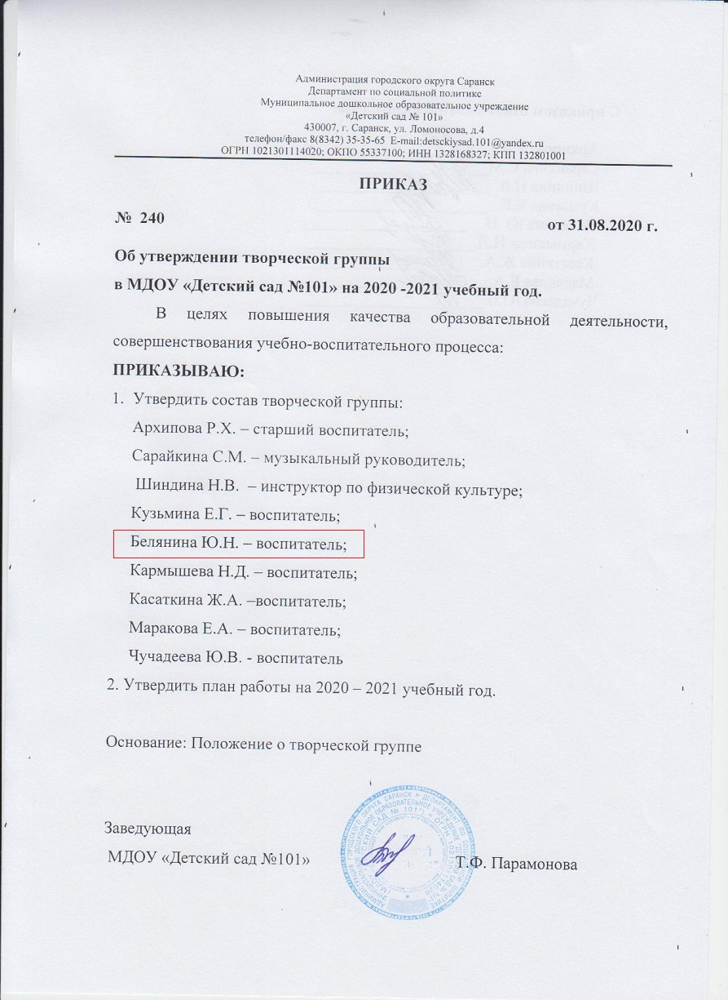 Администрация городского округа Саранск
Департамент по социальной политике
Муниципальное дошкольное образовательное учреждение
«Детский сад № 101»
430007, г. Саранск, ул. Ломоносова, д.4
телефон/факс 8(8342) 35-35-65 E-mail:detsckiysad.101@yandex.ru
ОГРН 1021301114020; ОКПО 55337100; ИНН 1328168327; КПП 132801001
ПРИКАЗ
№ 240
от 31.08.2020 г.
Об утверждении творческой группы
в МДОУ «Детский сад №101» на 2020 -2021 учебный год.
В целях повышения качества образовательной деятельности,
совершенствования учебно-воспитательного процесса:
ПРИКАЗЫВАЮ:
1. Утвердить состав творческой группы:
Архипова Р.Х. – старший воспитатель;
Сарайкина С.М. – музыкальный руководитель;
Шиндина Н.В. – инструктор по физической культуре;
Кузьмина Е.Г. – воспитатель;
Белянина Ю.Н. – воспитатель;
Кармышева Н.Д. – воспитатель;
Касаткина Ж.А. –воспитатель;
Маракова Е.А. – воспитатель;
Чучадеева Ю.В. - воспитатель
2. Утвердить план работы на 2020 – 2021 учебный год.
Основание: Положение о творческой группе
Заведующая
МДОУ «Детский сад №101»
Т.Ф. Парамонова